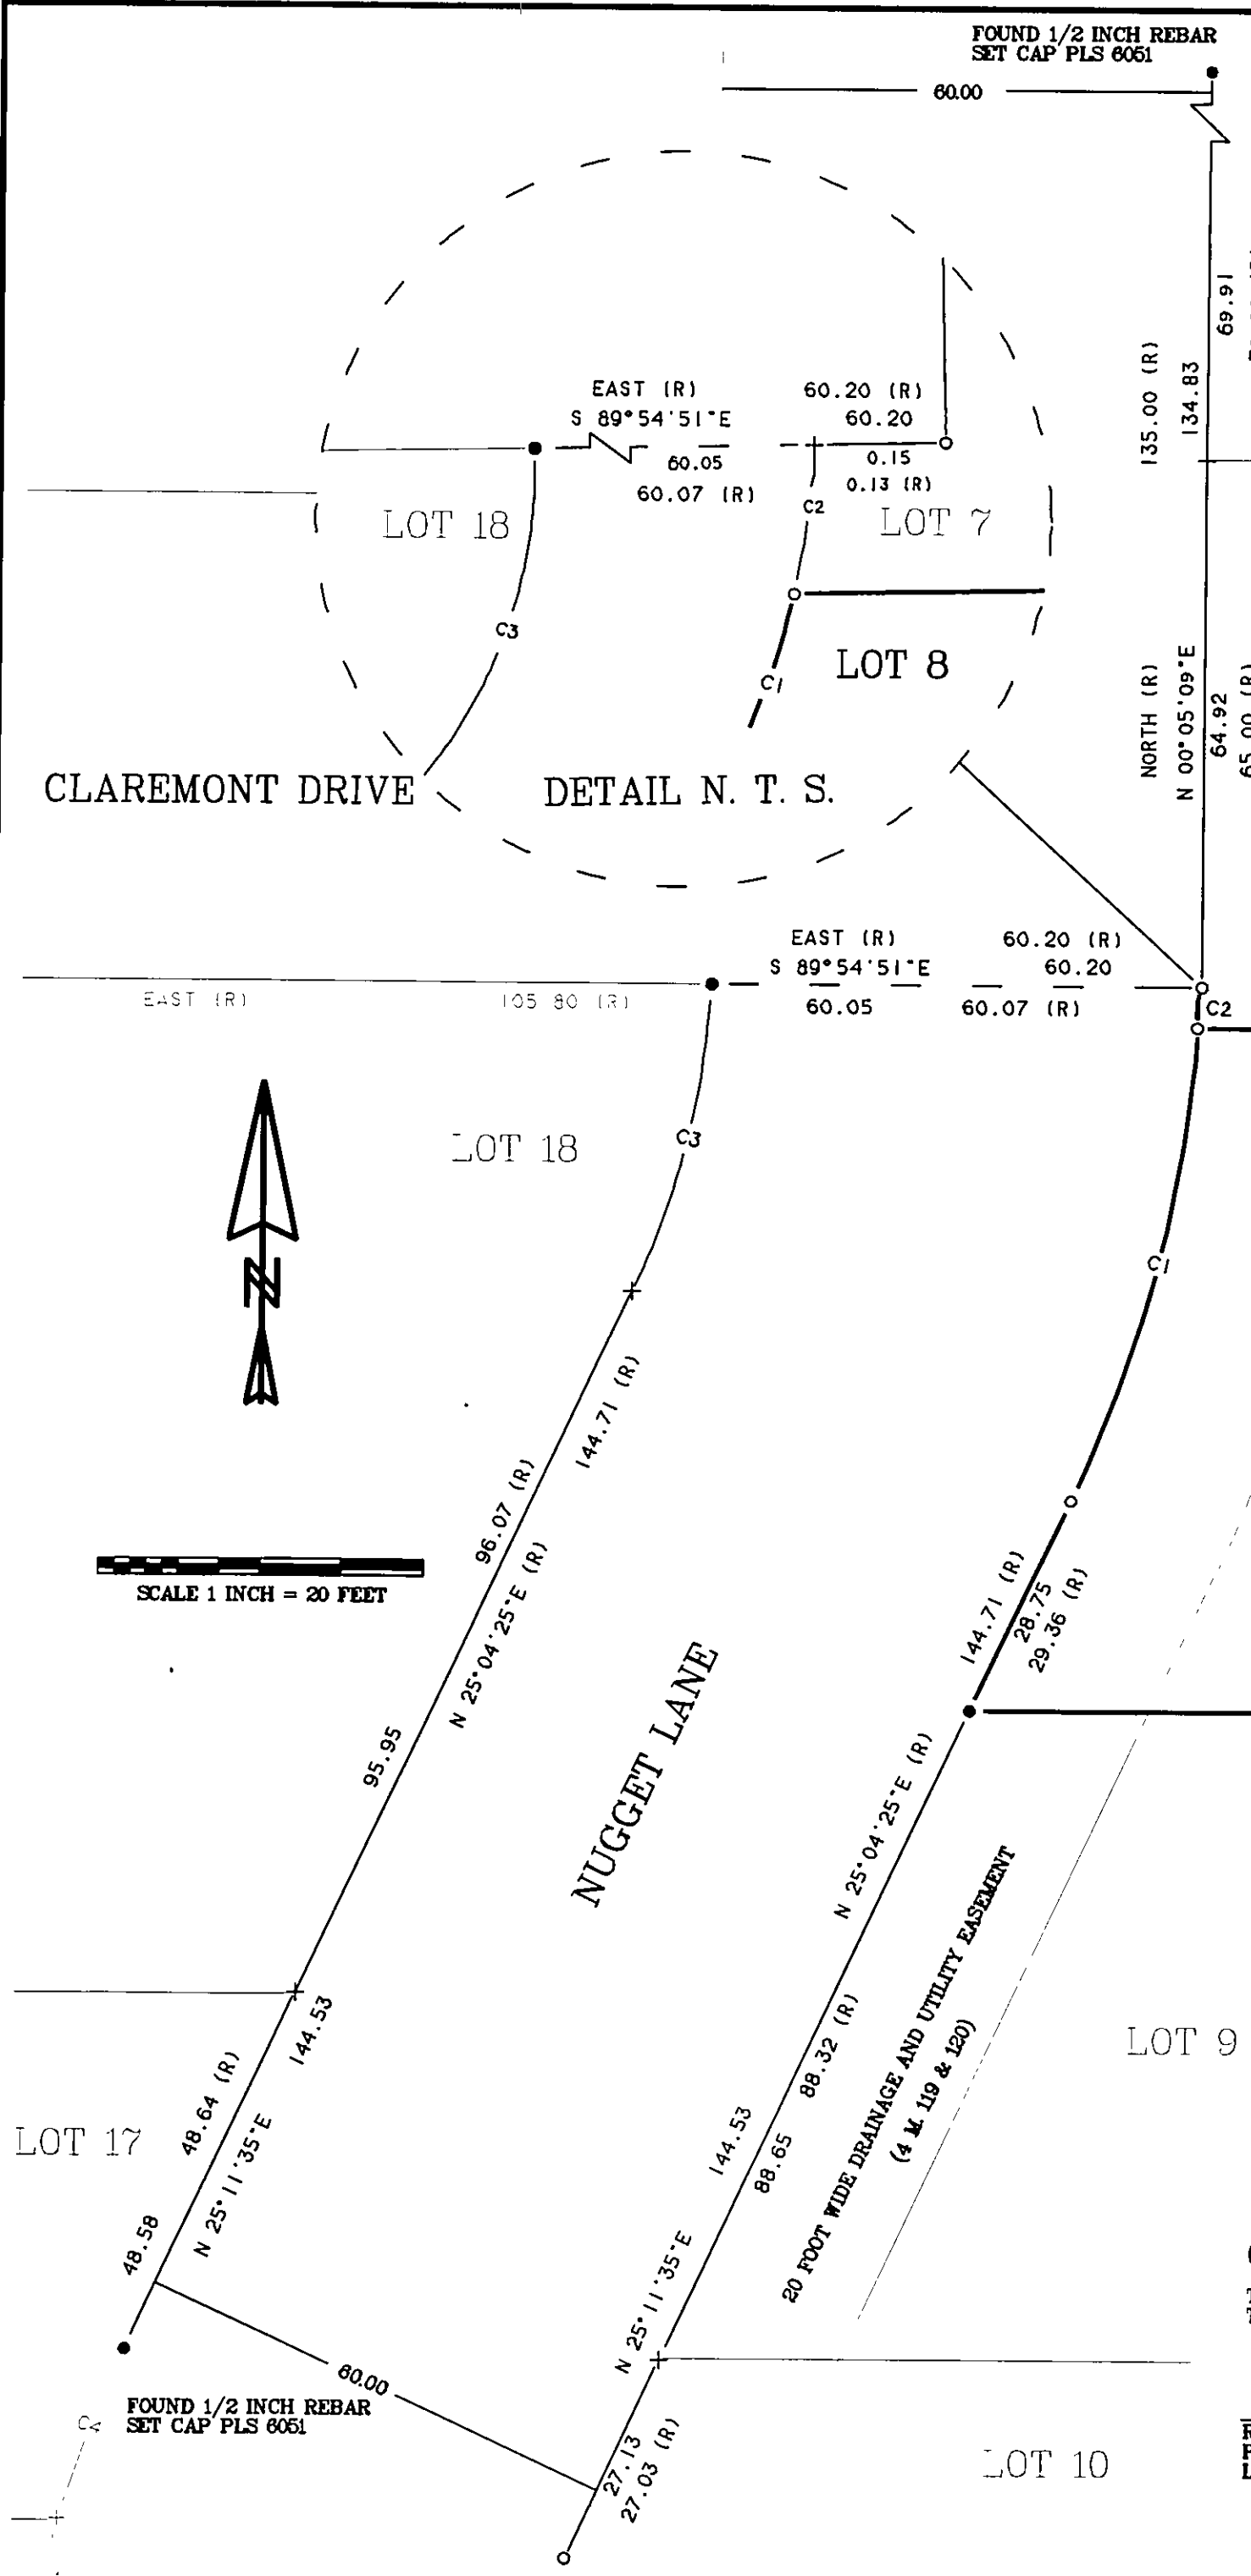 FOUND 1/2 INCH REBAR
SET CAP PLS 6051
60.00
69.91
135.00 (R)
134.83
EAST (R)
60.20 (R)
S 89°54'51"E
60.20
60.05
0.15
60.07 (R)
0.13 (R)
C2
LOT 18
LOT 7
C3
LOT 8
C1
NORTH (R)
N 00°05'09"E
64.92
65.00 (R)
CLAREMONT DRIVE
DETAIL N. T. S.
EAST (R)
60.20 (R)
S 89°54'51"E
60.20
EAST (R)
105.80 (R)
60.05
60.07 (R)
C2
LOT 18
C3
N
C1
144.71 (R)
96.07 (R)
N 25°04'25"E (R)
95.95
SCALE 1 INCH = 20 FEET
144.71 (R)
28.75
29.36 (R)
NUGGET LANE
N 25°04'25"E (R)
20 FOOT WIDE DRAINAGE AND UTILITY EASEMENT
(4 M. 119 & 120)
LOT 9
144.53
48.64 (R)
88.32 (R)
144.53
88.65
LOT 17
N 25°11'35"E
48.58
N 25°11'35"E
60.00
FOUND 1/2 INCH REBAR
SET CAP PLS 6051
C4
27.13
27.03 (R)
LOT 10